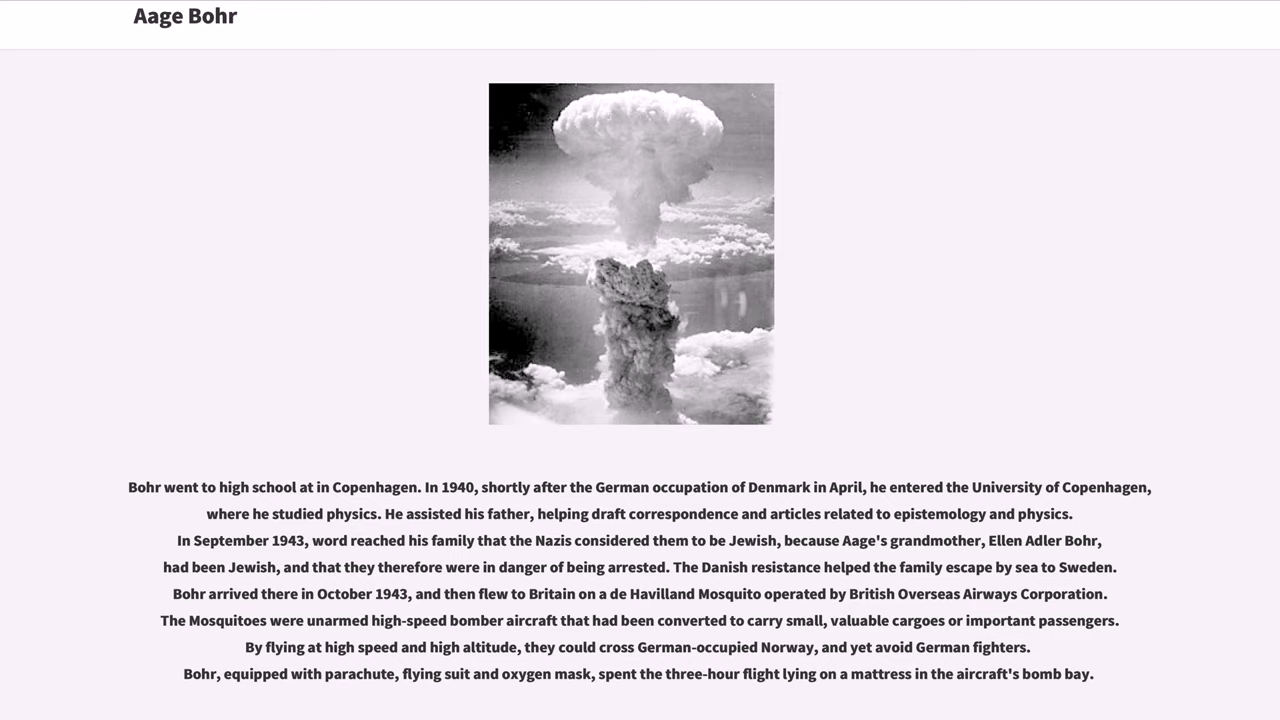 Aage Bohr
Bohr went to high school at in Copenhagen. In 1940, shortly after the German occupation of Denmark in April, he entered the University of Copenhagen,
where he studied physics. He assisted his father, helping draft correspondence and articles related to epistemology and physics.
In September 1943, word reached his family that the Nazis considered them to be Jewish, because Aage's grandmother, Ellen Adler Bohr,
had been Jewish, and that they therefore were in danger of being arrested. The Danish resistance helped the family escape by sea to Sweden.
Bohr arrived there in October 1943, and then flew to Britain on a de Havilland Mosquito operated by British Overseas Airways Corporation.
The Mosquitoes were unarmed high-speed bomber aircraft that had been converted to carry small, valuable cargoes or important passengers.
By flying at high speed and high altitude, they could cross German-occupied Norway, and yet avoid German fighters.
Bohr, equipped with parachute, flying suit and oxygen mask, spent the three-hour flight lying on a mattress in the aircraft's bomb bay.